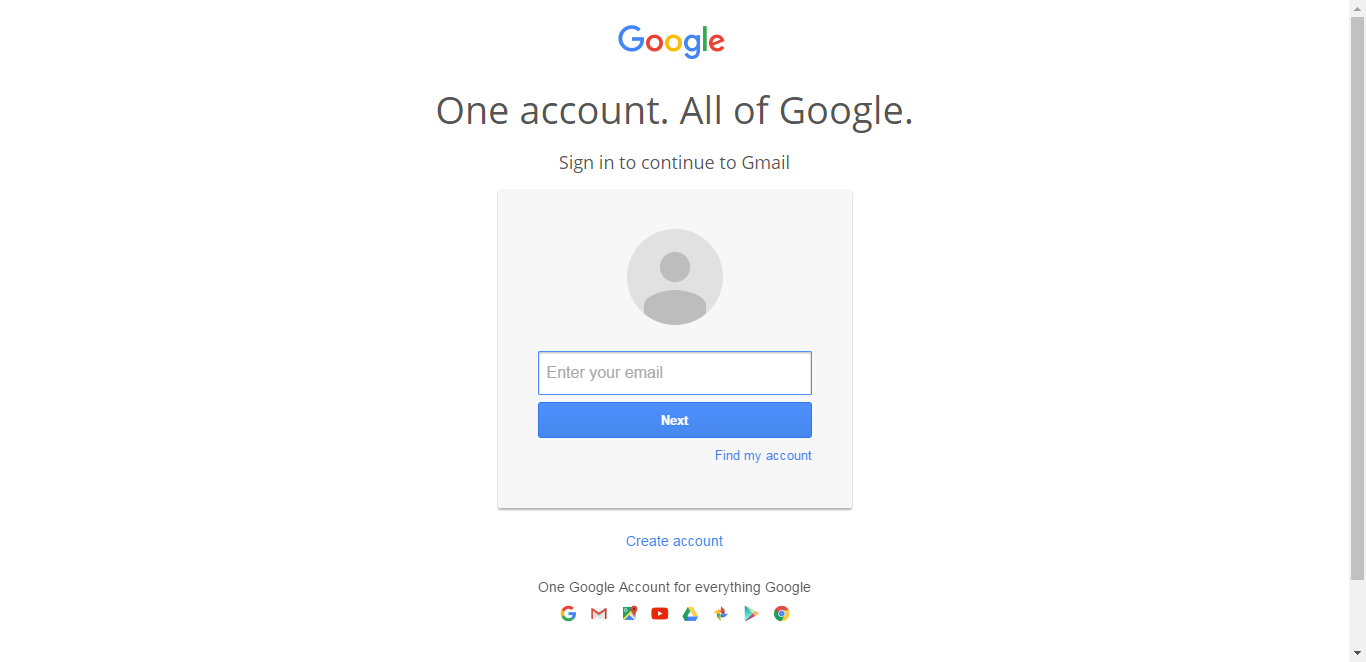 Google
One account. All of Google.
Sign in to continue to Gmail
Enter your email
Next
Find my account
Create account
One Google Account for everything Google